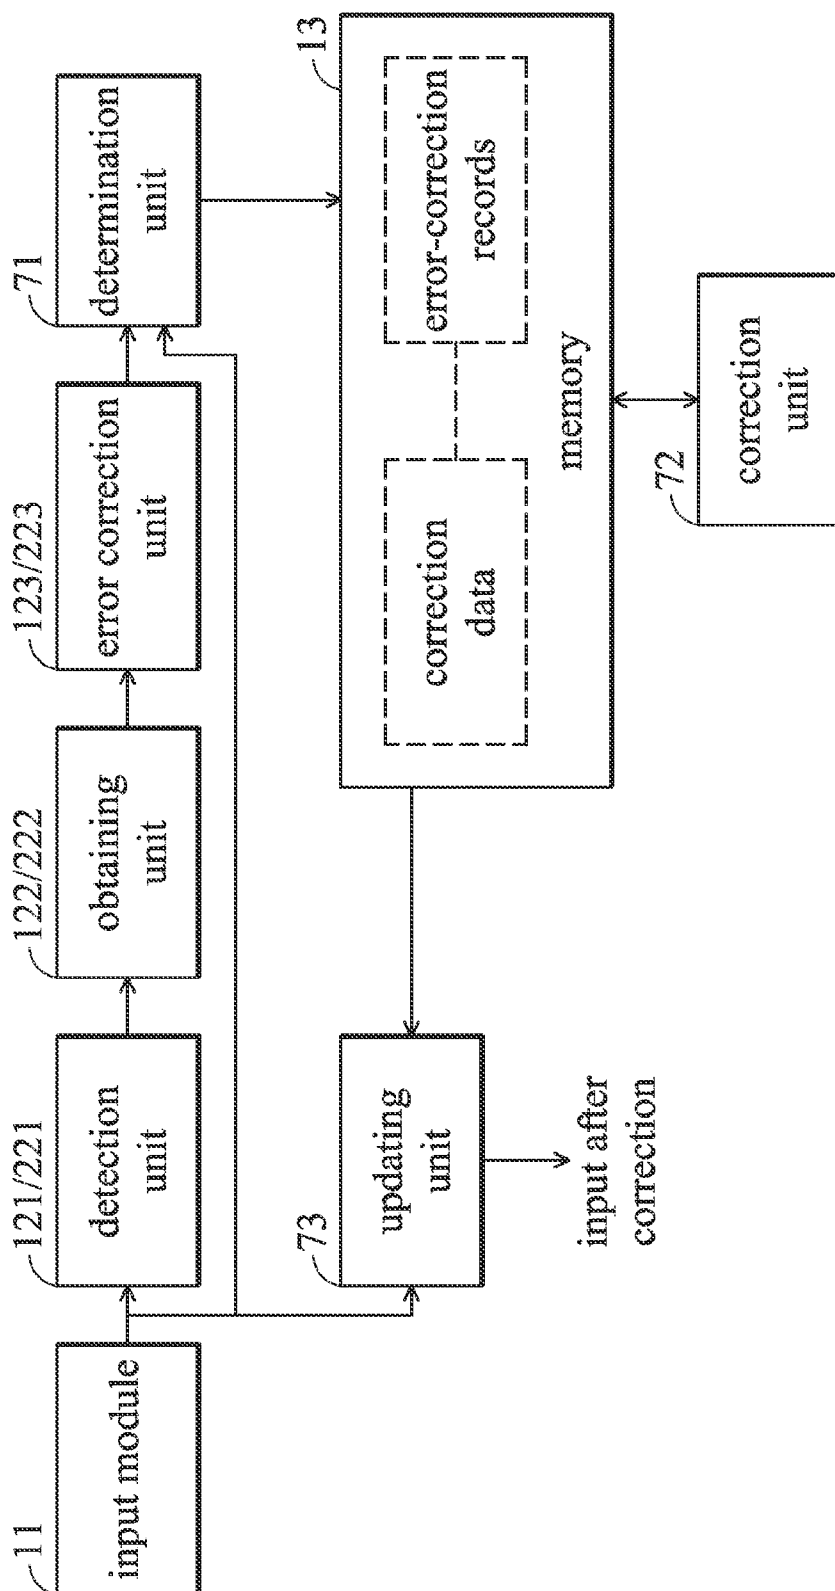 11
input module
121/221
detection
unit
122/222
obtaining
unit
123/223
error correction
unit
71
determination
unit
73
updating
unit
input after
correction
13
correction
data
error-correction
records
memory
72
correction
unit